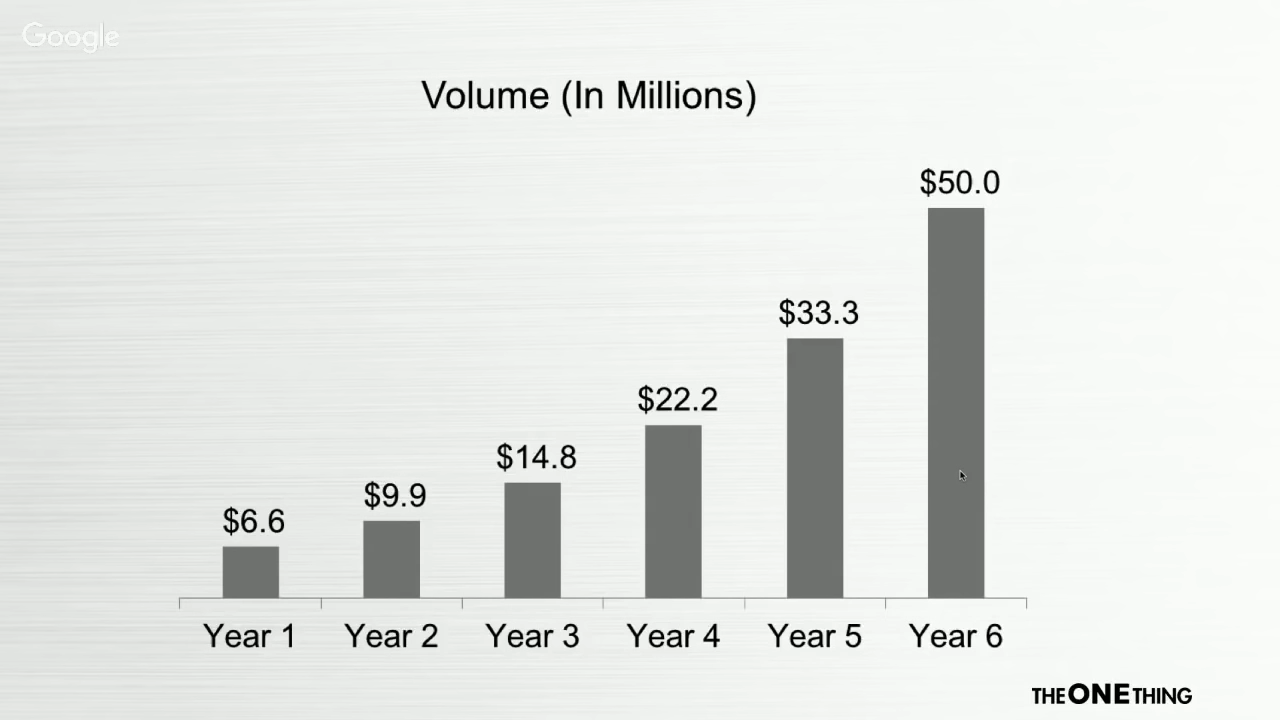 Google
Volume (In Millions)
$50.0
$33.3
$22.2
$14.8
$9.9
$6.6
Year 1 Year 2 Year 3 Year 4 Year 5 Year 6
THE ONE THING